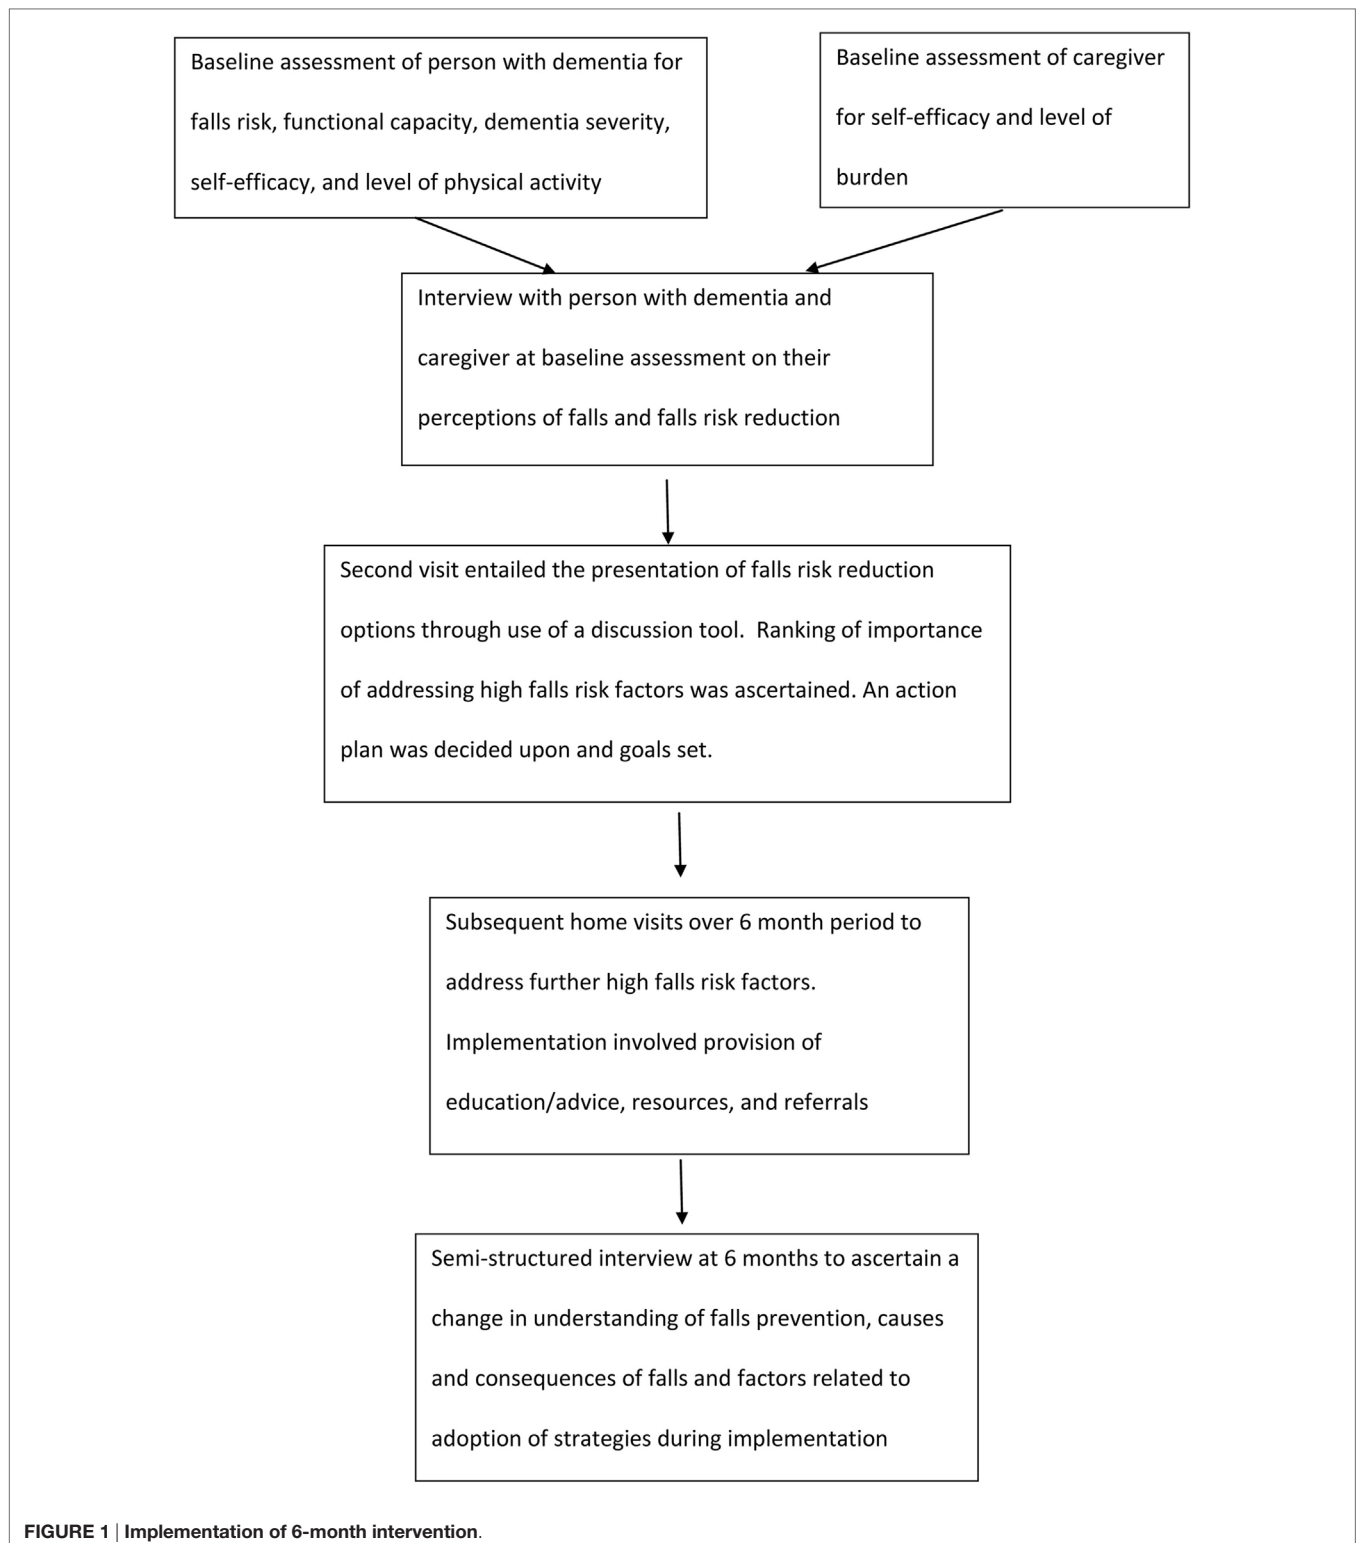 Baseline assessment of person with dementia for
falls risk, functional capacity, dementia severity,
self-efficacy, and level of physical activity
Baseline assessment of caregiver
for self-efficacy and level of
burden
Interview with person with dementia and
caregiver at baseline assessment on their
perceptions of falls and falls risk reduction
Second visit entailed the presentation of falls risk reduction
options through use of a discussion tool.  Ranking of importance
of addressing high falls risk factors was ascertained. An action
plan was decided upon and goals set.
Subsequent home visits over 6 month period to
address further high falls risk factors.
Implementation involved provision of
education/advice, resources, and referrals
Semi-structured interview at 6 months to ascertain a
change in understanding of falls prevention, causes
and consequences of falls and factors related to
adoption of strategies during implementation
FIGURE 1 | Implementation of 6-month intervention.